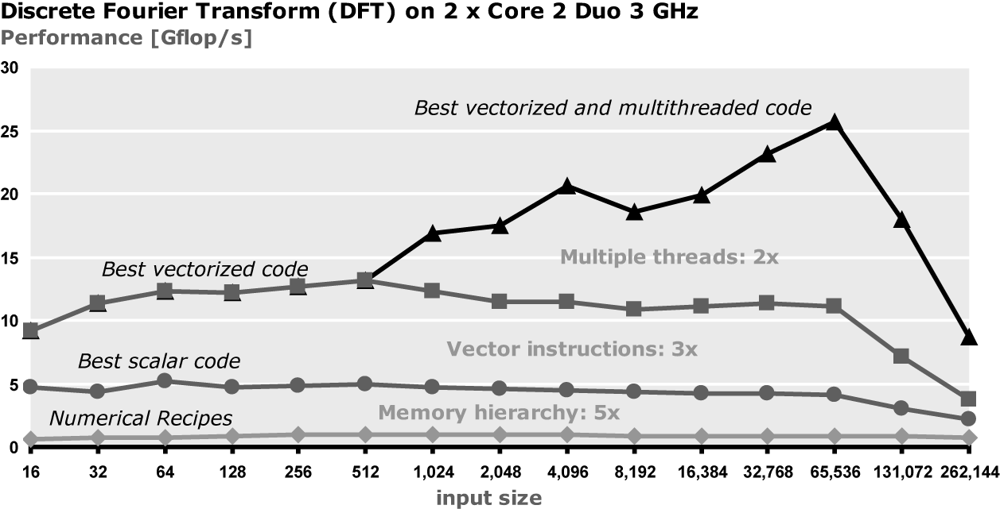 Discrete Fourier Transform (DFT) on 2 x Core 2 Duo 3 GHz
Performance [Gflop/s]
30
Best vectorized and multithreaded code
25
20
Multiple threads: 2x
15
Best vectorized code
10
Vector instructions: 3x
Best scalar code
5
Memory hierarchy: 5x
Numerical Recipes
0
16 32 64 128 256 512 1,024 2,048 4,096 8,192 16,384 32,768 65,536 131,072 262,144
input size